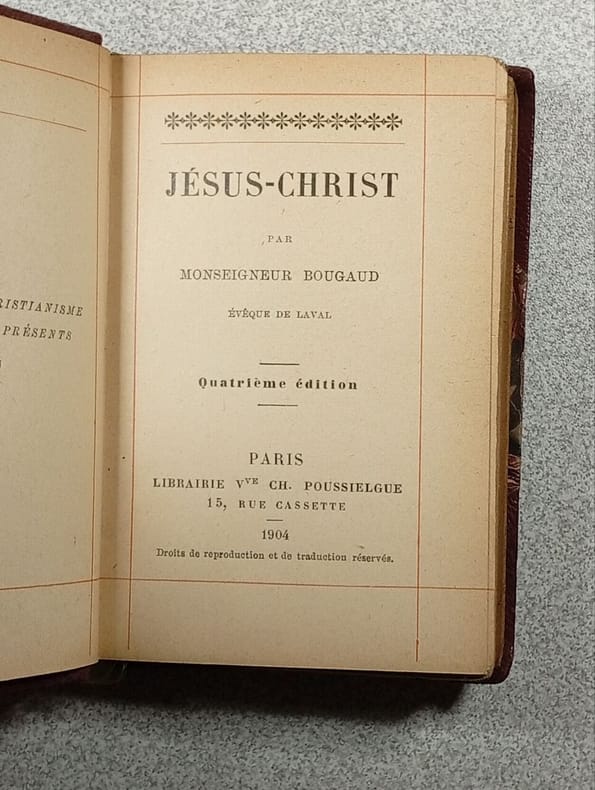 RISTIANISME
PRÉSENTS
JÉSUS-CHRIST
PAR
MONSEIGNEUR BOUGAUD
ÉVÊQUE DE LAVAL
Quatrième édition
PARIS
LIBRAIRIE Vᵛᴱ CH. POUSSIELGUE
15, RUE CASSETTE
1904
Droits de reproduction et de traduction réservés.